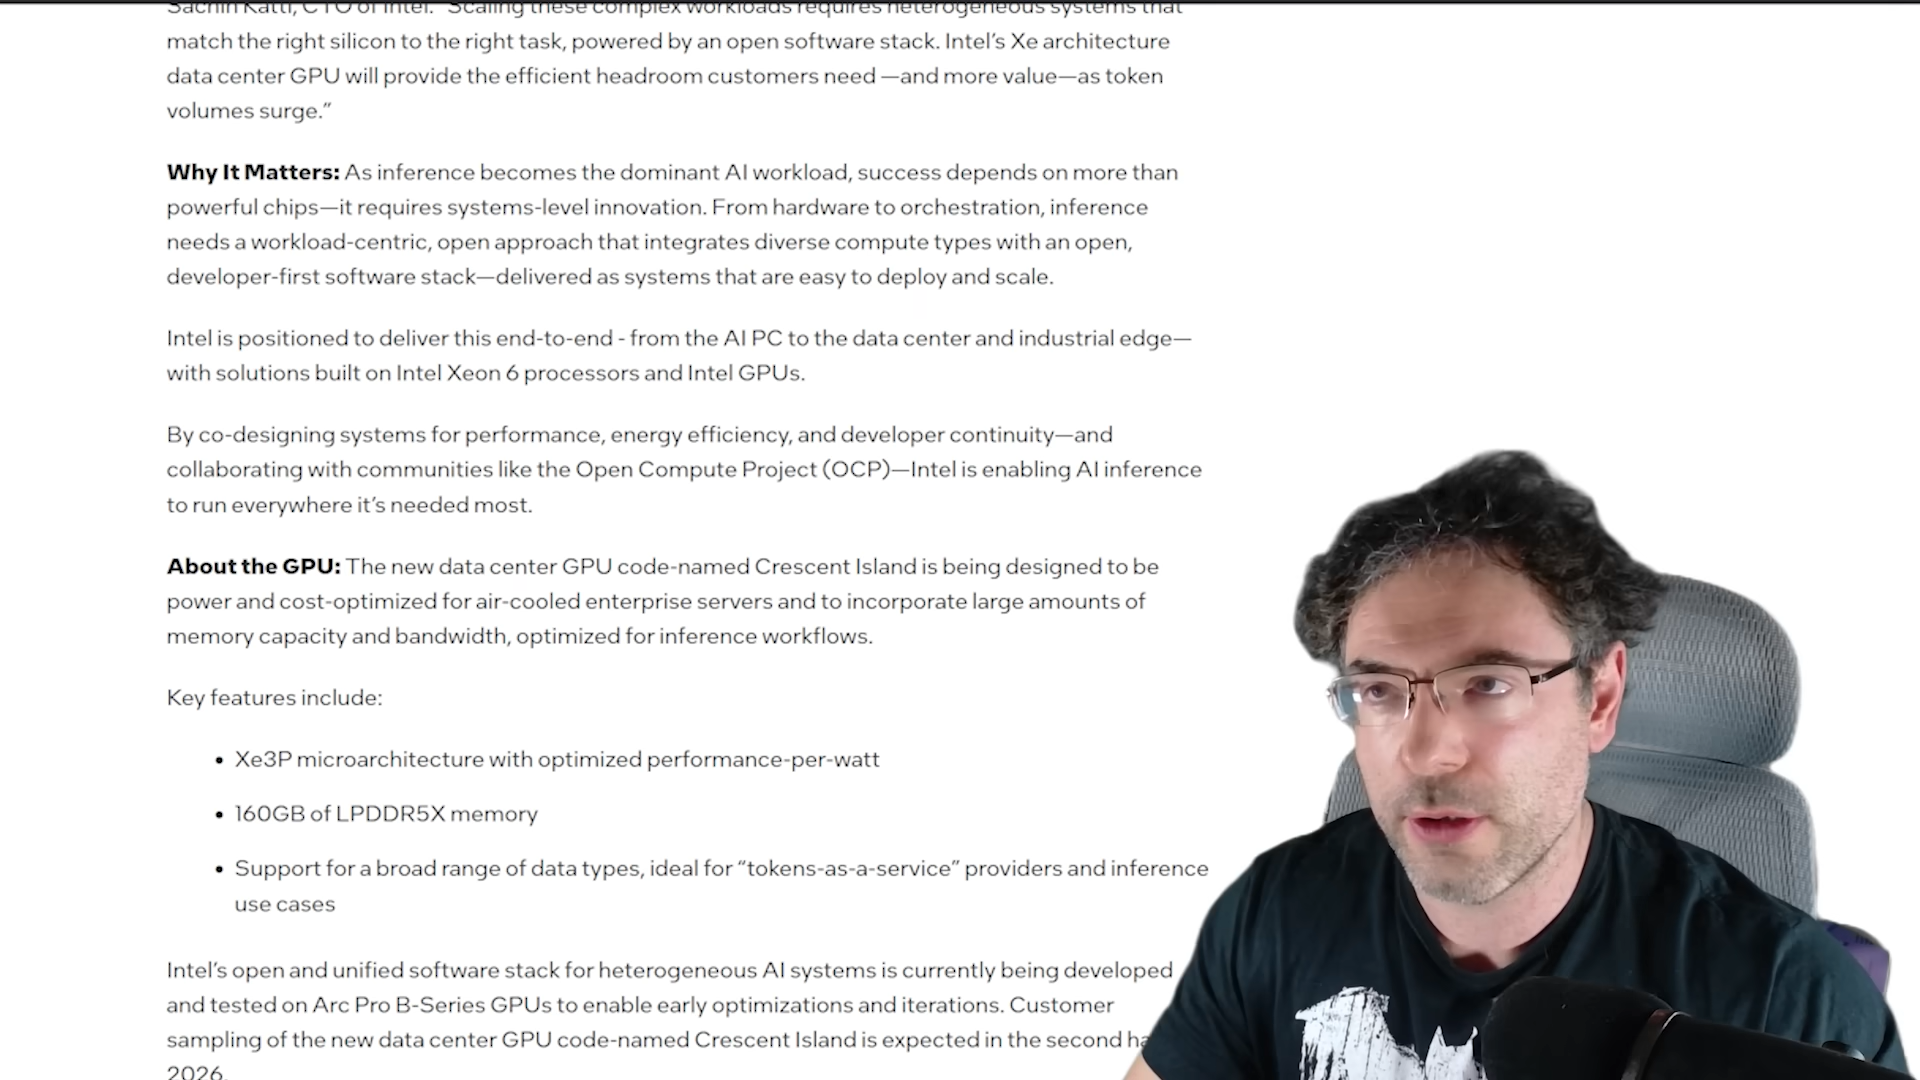 Sachin Katti, CTO of Intel. “Scaling these complex workloads requires heterogeneous systems that
match the right silicon to the right task, powered by an open software stack. Intel’s Xe architecture
data center GPU will provide the efficient headroom customers need —and more value—as token
volumes surge.”
Why It Matters: As inference becomes the dominant AI workload, success depends on more than
powerful chips—it requires systems-level innovation. From hardware to orchestration, inference
needs a workload-centric, open approach that integrates diverse compute types with an open,
developer-first software stack—delivered as systems that are easy to deploy and scale.
Intel is positioned to deliver this end-to-end - from the AI PC to the data center and industrial edge—
with solutions built on Intel Xeon 6 processors and Intel GPUs.
By co-designing systems for performance, energy efficiency, and developer continuity—and
collaborating with communities like the Open Compute Project (OCP)—Intel is enabling AI inference
to run everywhere it’s needed most.
About the GPU: The new data center GPU code-named Crescent Island is being designed to be
power and cost-optimized for air-cooled enterprise servers and to incorporate large amounts of
memory capacity and bandwidth, optimized for inference workflows.
Key features include:
• Xe3P microarchitecture with optimized performance-per-watt
• 160GB of LPDDR5X memory
• Support for a broad range of data types, ideal for “tokens-as-a-service” providers and inference
use cases
Intel’s open and unified software stack for heterogeneous AI systems is currently being developed
and tested on Arc Pro B-Series GPUs to enable early optimizations and iterations. Customer
sampling of the new data center GPU code-named Crescent Island is expected in the second
2026.